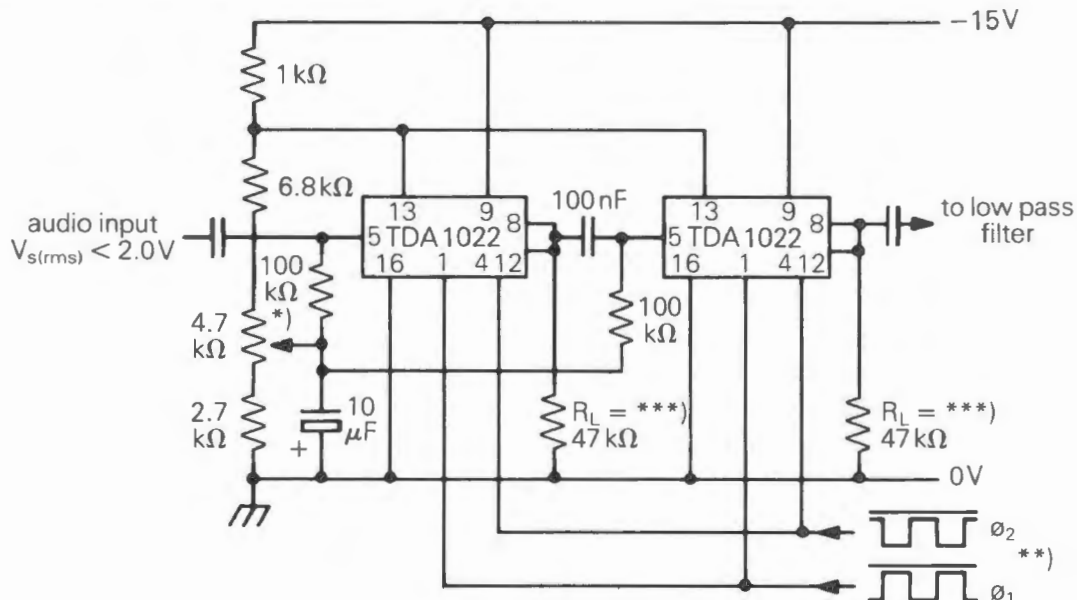 −15V
1kΩ
6.8kΩ
audio input
Vs(rms) < 2.0V
100
kΩ
*)
4.7
kΩ
2.7
kΩ
10
μF
+
13 9
5 TDA1022 8
16 1 4 12
100nF
100
kΩ
RL = ***)
47kΩ
13 9
5 TDA1022 8
16 1 4 12
to low pass
filter
RL = ***)
47kΩ
0V
ø2
**)
ø1